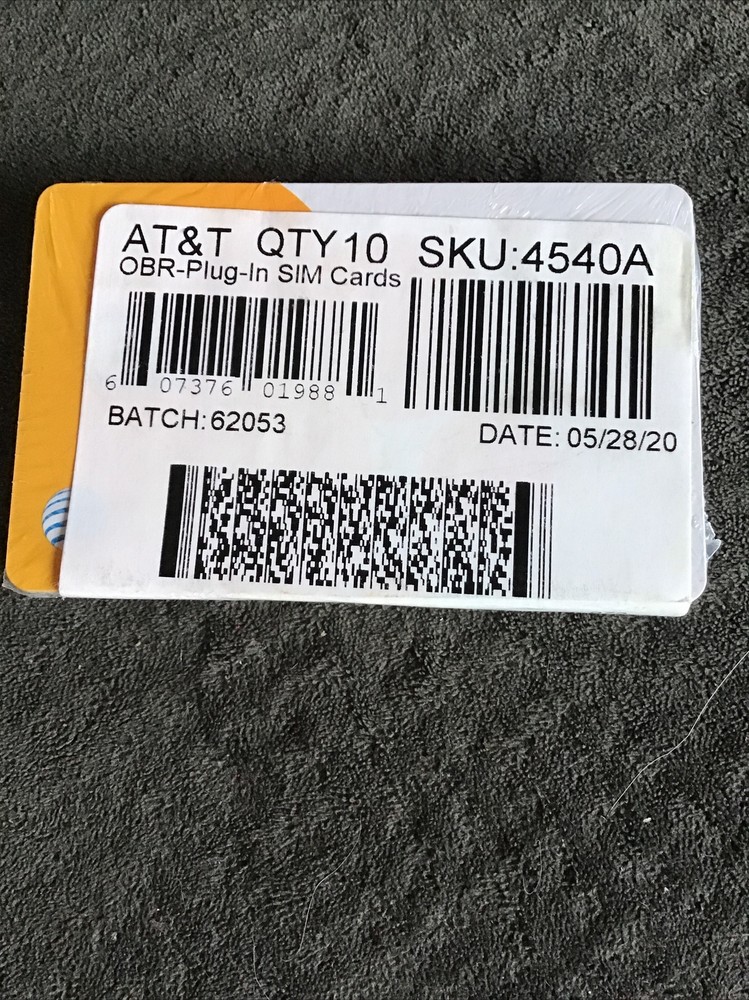 AT&T QTY10 SKU:4540A
OBR-Plug-In SIM Cards
6 07376 01988 1
BATCH:62053
DATE: 05/28/20